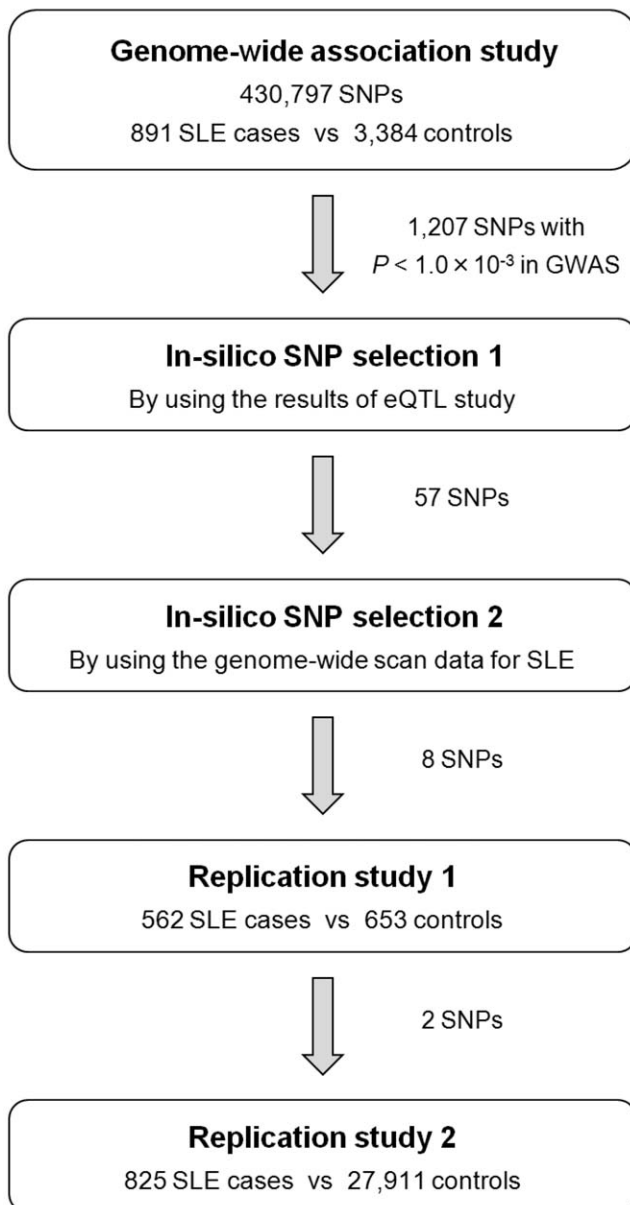 Genome-wide association study
430,797 SNPs
891 SLE cases vs 3,384 controls
1,207 SNPs with
P < 1.0 × 10⁻³ in GWAS
In-silico SNP selection 1
By using the results of eQTL study
57 SNPs
In-silico SNP selection 2
By using the genome-wide scan data for SLE
8 SNPs
Replication study 1
562 SLE cases vs 653 controls
2 SNPs
Replication study 2
825 SLE cases vs 27,911 controls